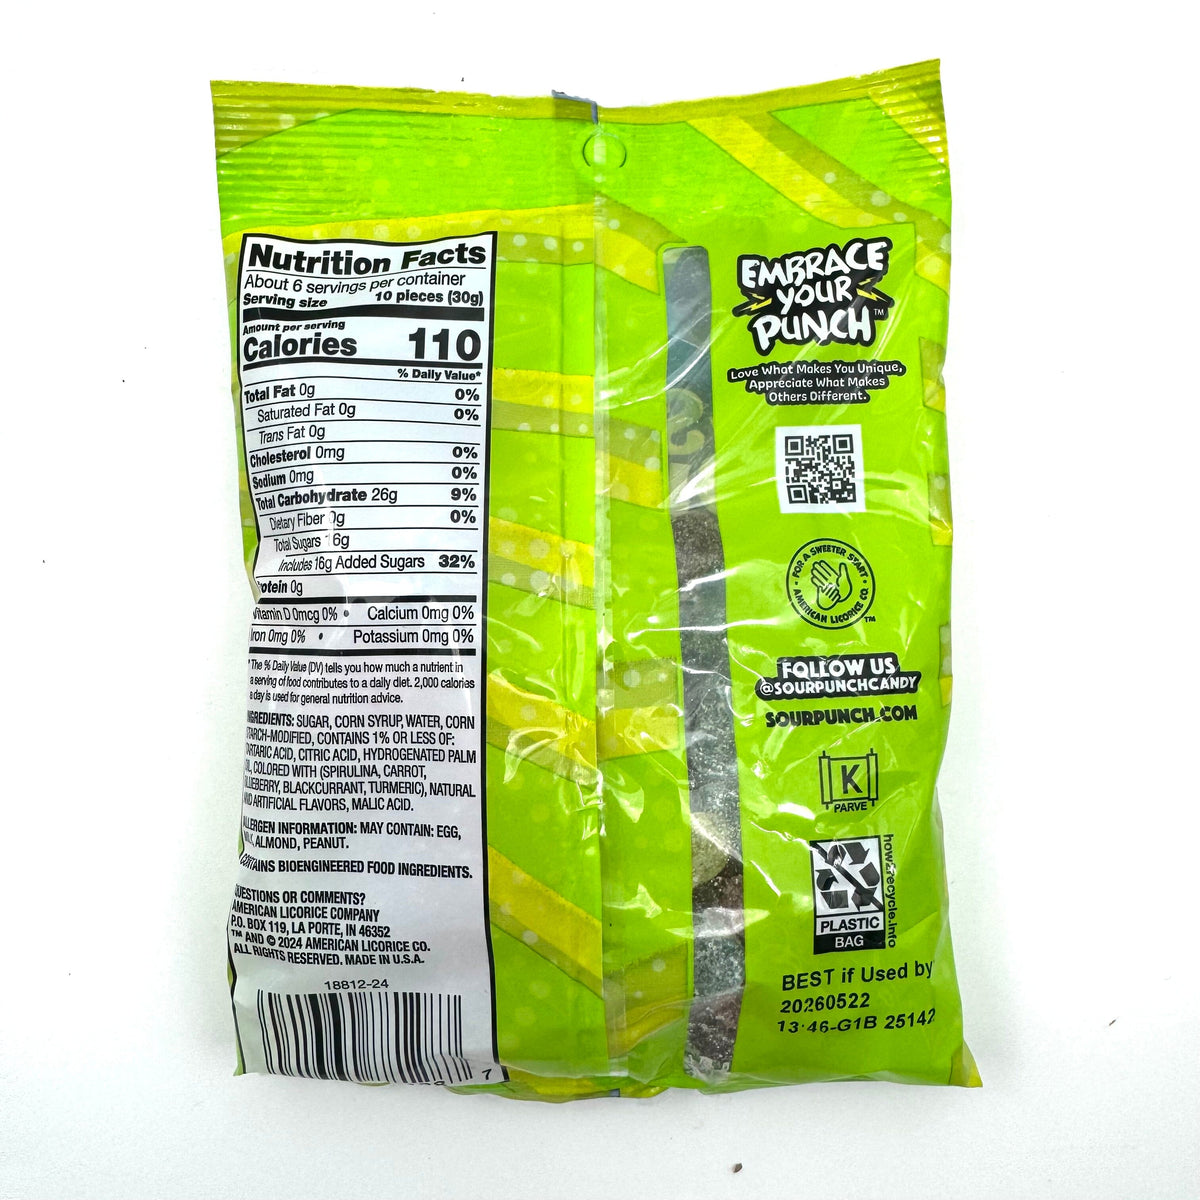 Nutrition Facts
About 6 servings per container
Serving size 10 pieces (30g)
Amount per serving
Calories 110
% Daily Value*
Total Fat 0g 0%
Saturated Fat 0g 0%
Trans Fat 0g
Cholesterol 0mg 0%
Sodium 0mg 0%
Total Carbohydrate 26g 9%
Dietary Fiber 0g 0%
Total Sugars 16g
Includes 16g Added Sugars 32%
Protein 0g
Vitamin D 0mcg 0% • Calcium 0mg 0%
Iron 0mg 0% • Potassium 0mg 0%
* The % Daily Value (DV) tells you how much a nutrient in
a serving of food contributes to a daily diet. 2,000 calories
a day is used for general nutrition advice.
INGREDIENTS: SUGAR, CORN SYRUP, WATER, CORN
STARCH-MODIFIED, CONTAINS 1% OR LESS OF:
TARTARIC ACID, CITRIC ACID, HYDROGENATED PALM
OIL, COLORED WITH (SPIRULINA, CARROT,
BLUEBERRY, BLACKCURRANT, TURMERIC), NATURAL
AND ARTIFICIAL FLAVORS, MALIC ACID.
ALLERGEN INFORMATION: MAY CONTAIN: EGG,
MILK, ALMOND, PEANUT.
CONTAINS BIOENGINEERED FOOD INGREDIENTS.
QUESTIONS OR COMMENTS?
AMERICAN LICORICE COMPANY
P.O. BOX 119, LA PORTE, IN 46352
™ AND © 2024 AMERICAN LICORICE CO.
ALL RIGHTS RESERVED. MADE IN U.S.A.
18812-24
7
EMBRACE
YOUR
PUNCH™
Love What Makes You Unique,
Appreciate What Makes
Others Different.
FOR A SWEETER START
AMERICAN LICORICE CO.™
FOLLOW US
@SOURPUNCHCANDY
SOURPUNCH.COM
K
PARVE
how2recycle.info
PLASTIC
BAG
BEST if Used by
20260522
13:46-G1B 25142